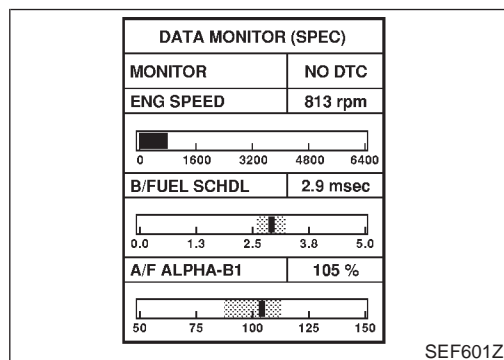 DATA MONITOR (SPEC)
MONITOR NO DTC
ENG SPEED 813 rpm
0 1600 3200 4800 6400
B/FUEL SCHDL 2.9 msec
0.0 1.3 2.5 3.8 5.0
A/F ALPHA-B1 105 %
50 75 100 125 150
SEF601Z